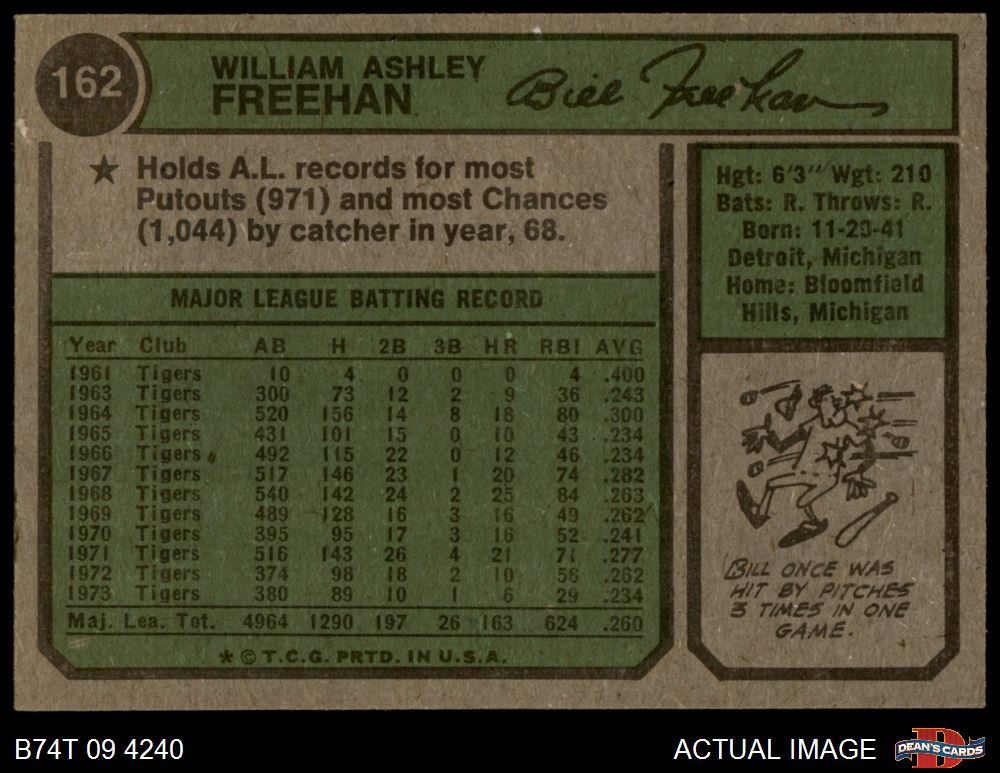 162
WILLIAM ASHLEY
FREEHAN
Bill Freehan
★ Holds A.L. records for most
Putouts (971) and most Chances
(1,044) by catcher in year, 68.
Hgt: 6'3" Wgt: 210
Bats: R. Throws: R.
Born: 11-29-41
Detroit, Michigan
Home: Bloomfield
Hills, Michigan
MAJOR LEAGUE BATTING RECORD
Year Club AB H 2B 3B HR RBI AVG
1961 Tigers 10 4 0 0 0 4 .400
1963 Tigers 300 73 12 2 9 36 .243
1964 Tigers 520 156 14 8 18 80 .300
1965 Tigers 431 101 15 0 10 43 .234
1966 Tigers 492 115 22 0 12 46 .234
1967 Tigers 517 146 23 1 20 74 .282
1968 Tigers 540 142 24 2 25 84 .263
1969 Tigers 489 128 16 3 16 49 .262
1970 Tigers 395 95 17 3 16 52 .241
1971 Tigers 516 143 26 4 21 71 .277
1972 Tigers 374 98 18 2 10 56 .262
1973 Tigers 380 89 10 1 6 29 .234
Maj. Lea. Tot. 4964 1290 197 26 163 624 .260
* © T.C.G. PRTD. IN U.S.A.
BILL ONCE WAS
HIT BY PITCHES
3 TIMES IN ONE
GAME.
B74T 09 4240
ACTUAL IMAGE
D
DEAN'S CARDS